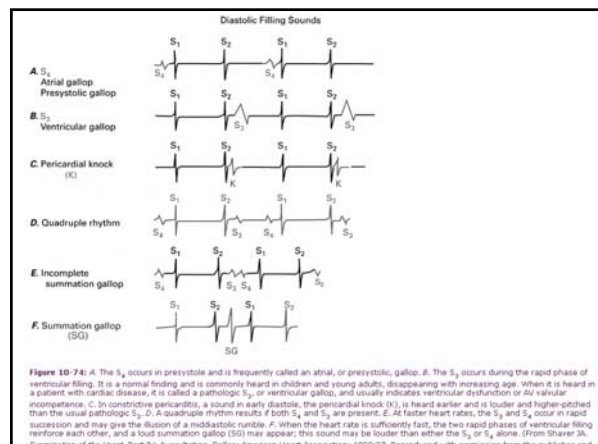 Diastolic Filling Sounds
S₁ S₂ S₁ S₂
S₄ S₄
A. S₄
Atrial gallop
Presystolic gallop
S₁ S₂ S₁ S₂
B. S₃
Ventricular gallop
S₃ S₃
S₁ S₂ S₁ S₂
C. Pericardial knock
(K)
K K
S₁ S₂ S₁ S₂
D. Quadruple rhythm
S₄ S₃ S₄ S₃
S₁ S₂ S₁ S₂
E. Incomplete
summation gallop
S₄ S₃ S₄
S₁ S₂ S₁ S₂
F. Summation gallop
(SG)
SG
Figure 10-74: A. The S₄ occurs in presystole and is frequently called an atrial, or presystolic, gallop. B. The S₃ occurs during the rapid phase of
ventricular filling. It is a normal finding and is commonly heard in children and young adults, disappearing with increasing age. When it is heard in
a patient with cardiac disease, it is called a pathologic S₃, or ventricular gallop, and usually indicates ventricular dysfunction or AV valvular
incompetence. C. In constrictive pericarditis, a sound in early diastole, the pericardial knock (K), is heard earlier and is louder and higher-pitched
than the usual pathologic S₃. D. A quadruple rhythm results if both S₄ and S₃ are present. E. At faster heart rates, the S₃ and S₄ occur in rapid
succession and may give the illusion of a middiastolic rumble. F. When the heart rate is sufficiently fast, the two rapid phases of ventricular filling
reinforce each other, and a loud summation gallop (SG) may appear; this sound may be louder than either the S₃ or S₄ alone. (From Shaver JA,